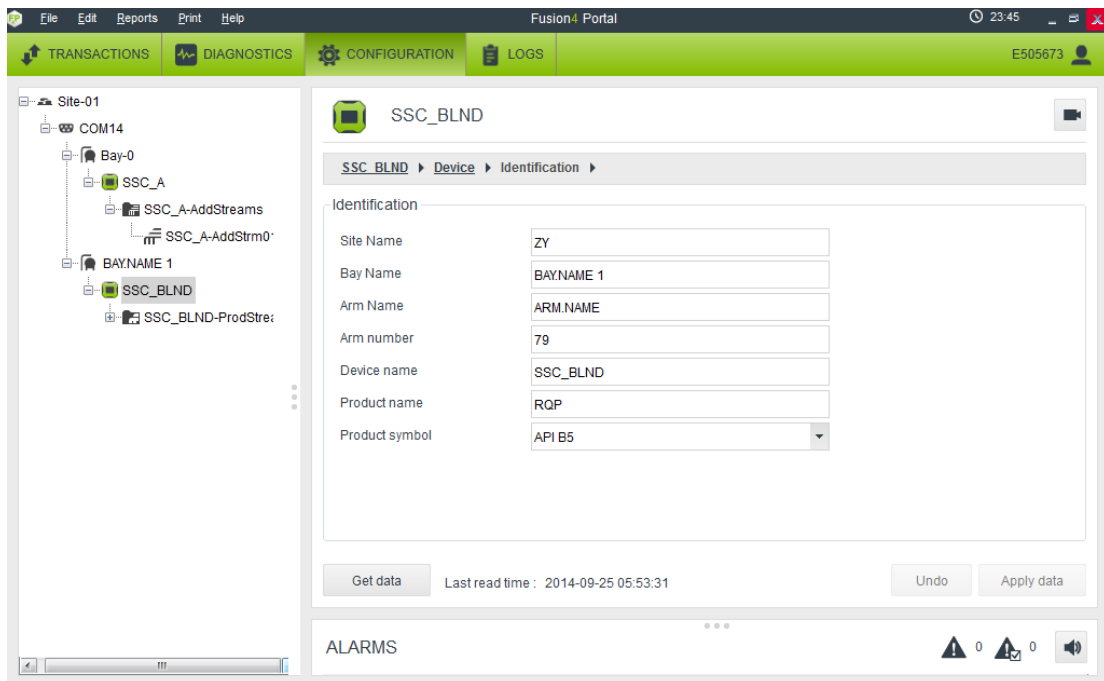 FP File Edit Reports Print Help Fusion4 Portal 23:45
TRANSACTIONS DIAGNOSTICS CONFIGURATION LOGS E505673
Site-01
COM14
Bay-0
SSC_A
SSC_A-AddStreams
SSC_A-AddStrm0
BAY.NAME 1
SSC_BLND
SSC_BLND-ProdStrea
SSC_BLND
SSC_BLND Device Identification
Identification
Site Name ZY
Bay Name BAY.NAME 1
Arm Name ARM.NAME
Arm number 79
Device name SSC_BLND
Product name RQP
Product symbol API B5
Get data Last read time : 2014-09-25 05:53:31 Undo Apply data
ALARMS 0 0